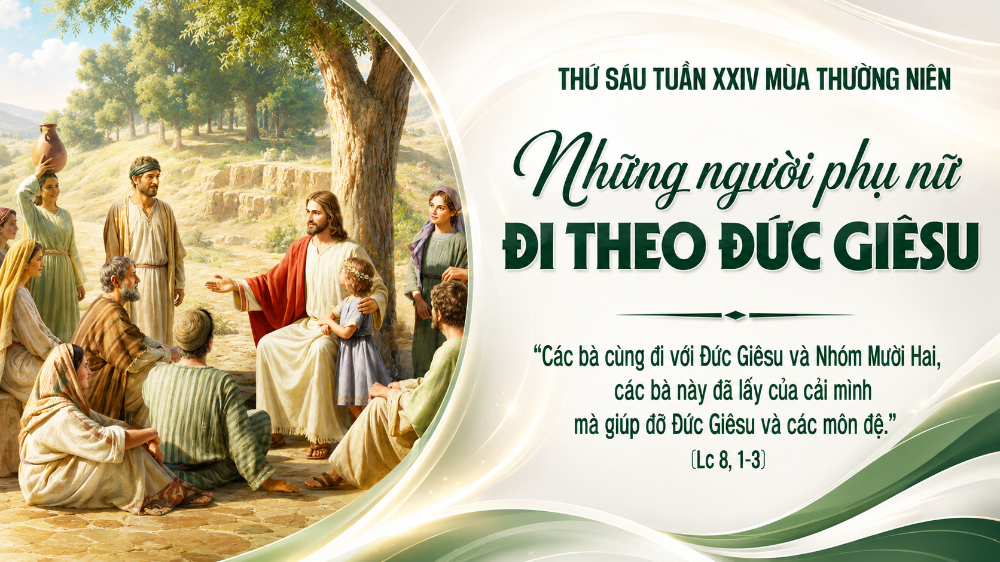 THỨ SÁU TUẦN XXIV MÙA THƯỜNG NIÊN
Những người phụ nữ
ĐI THEO ĐỨC GIÊSU
“Các bà cùng đi với Đức Giêsu và Nhóm Mười Hai,
các bà này đã lấy của cải mình
mà giúp đỡ Đức Giêsu và các môn đệ.”
(Lc 8, 1-3)